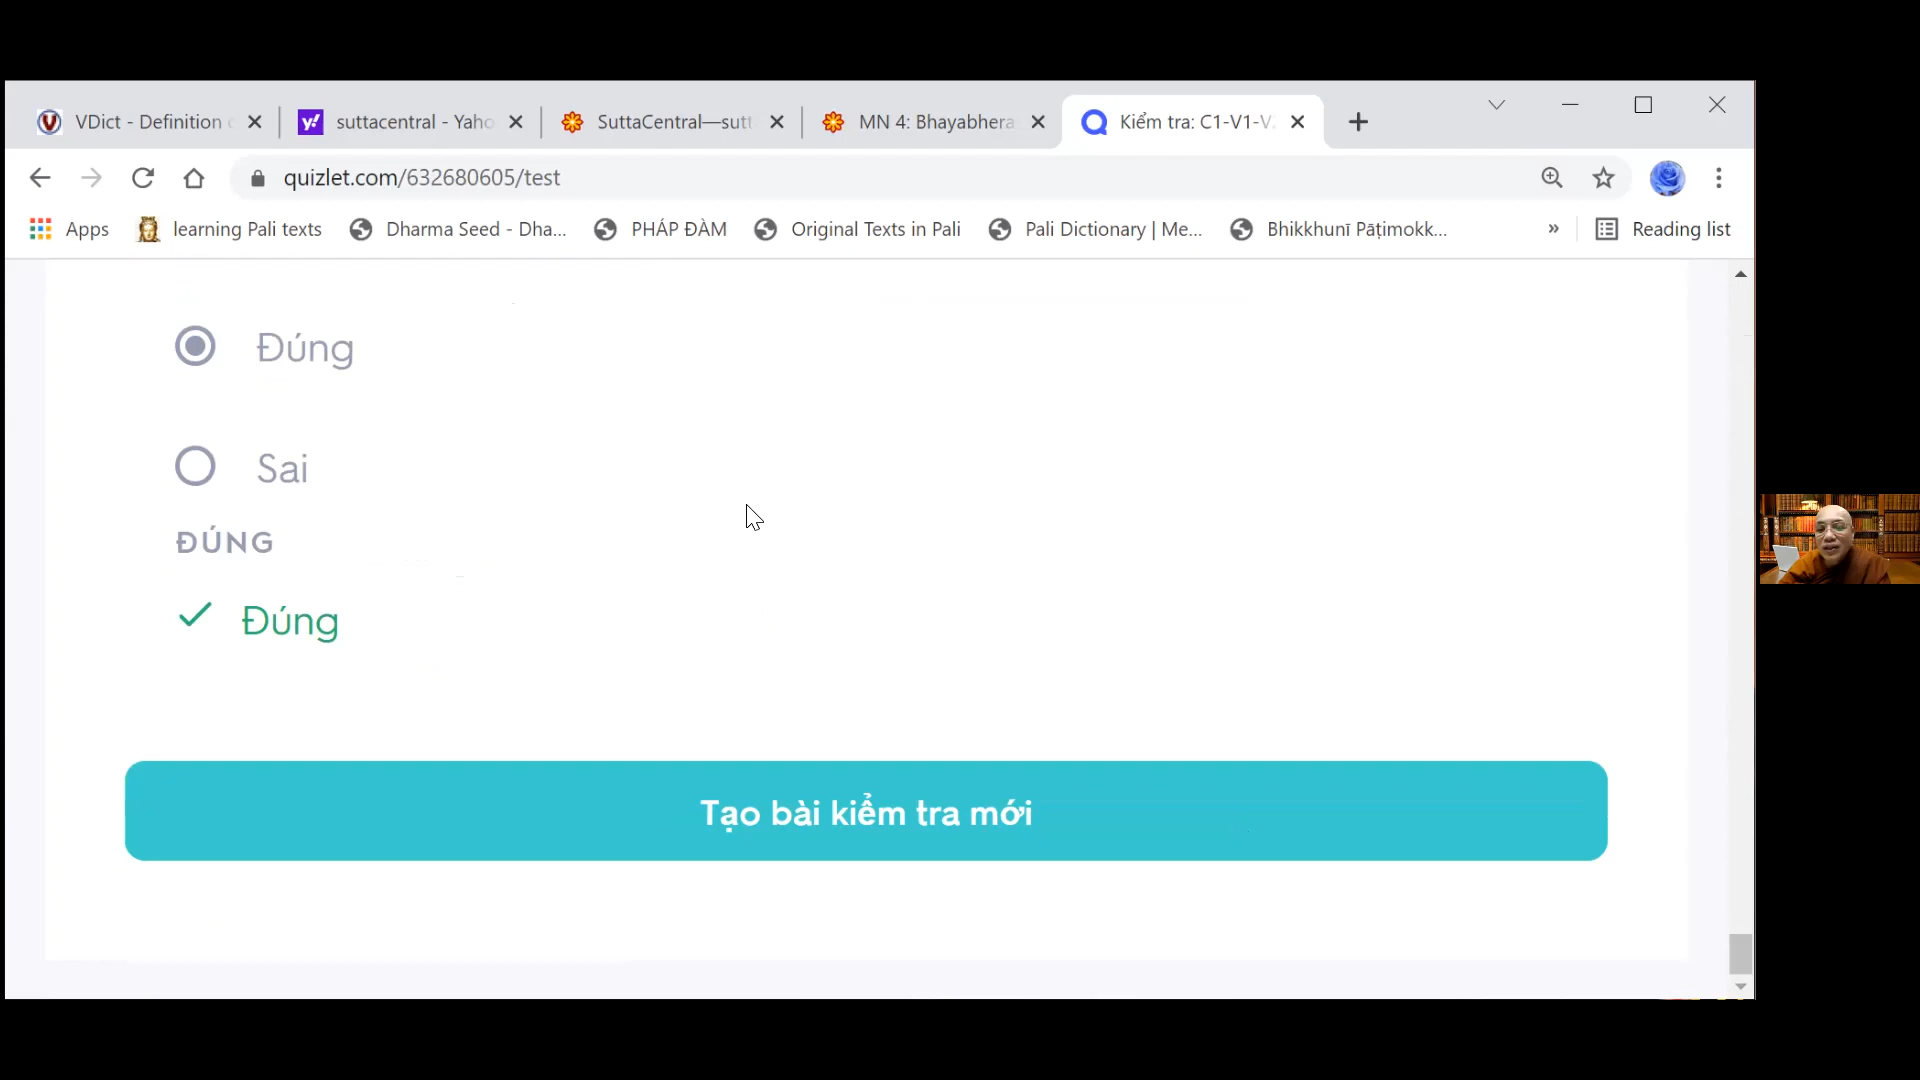 VDict - Definition
suttacentral - Yaho
SuttaCentral—sutt
MN 4: Bhayabhera
Kiểm tra: C1-V1-V
quizlet.com/632680605/test
Apps
learning Pali texts
Dharma Seed - Dha...
PHÁP ĐÀM
Original Texts in Pali
Pali Dictionary | Me...
Bhikkhunī Pāṭimokk...
»
Reading list
Đúng
Sai
ĐÚNG
Đúng
Tạo bài kiểm tra mới